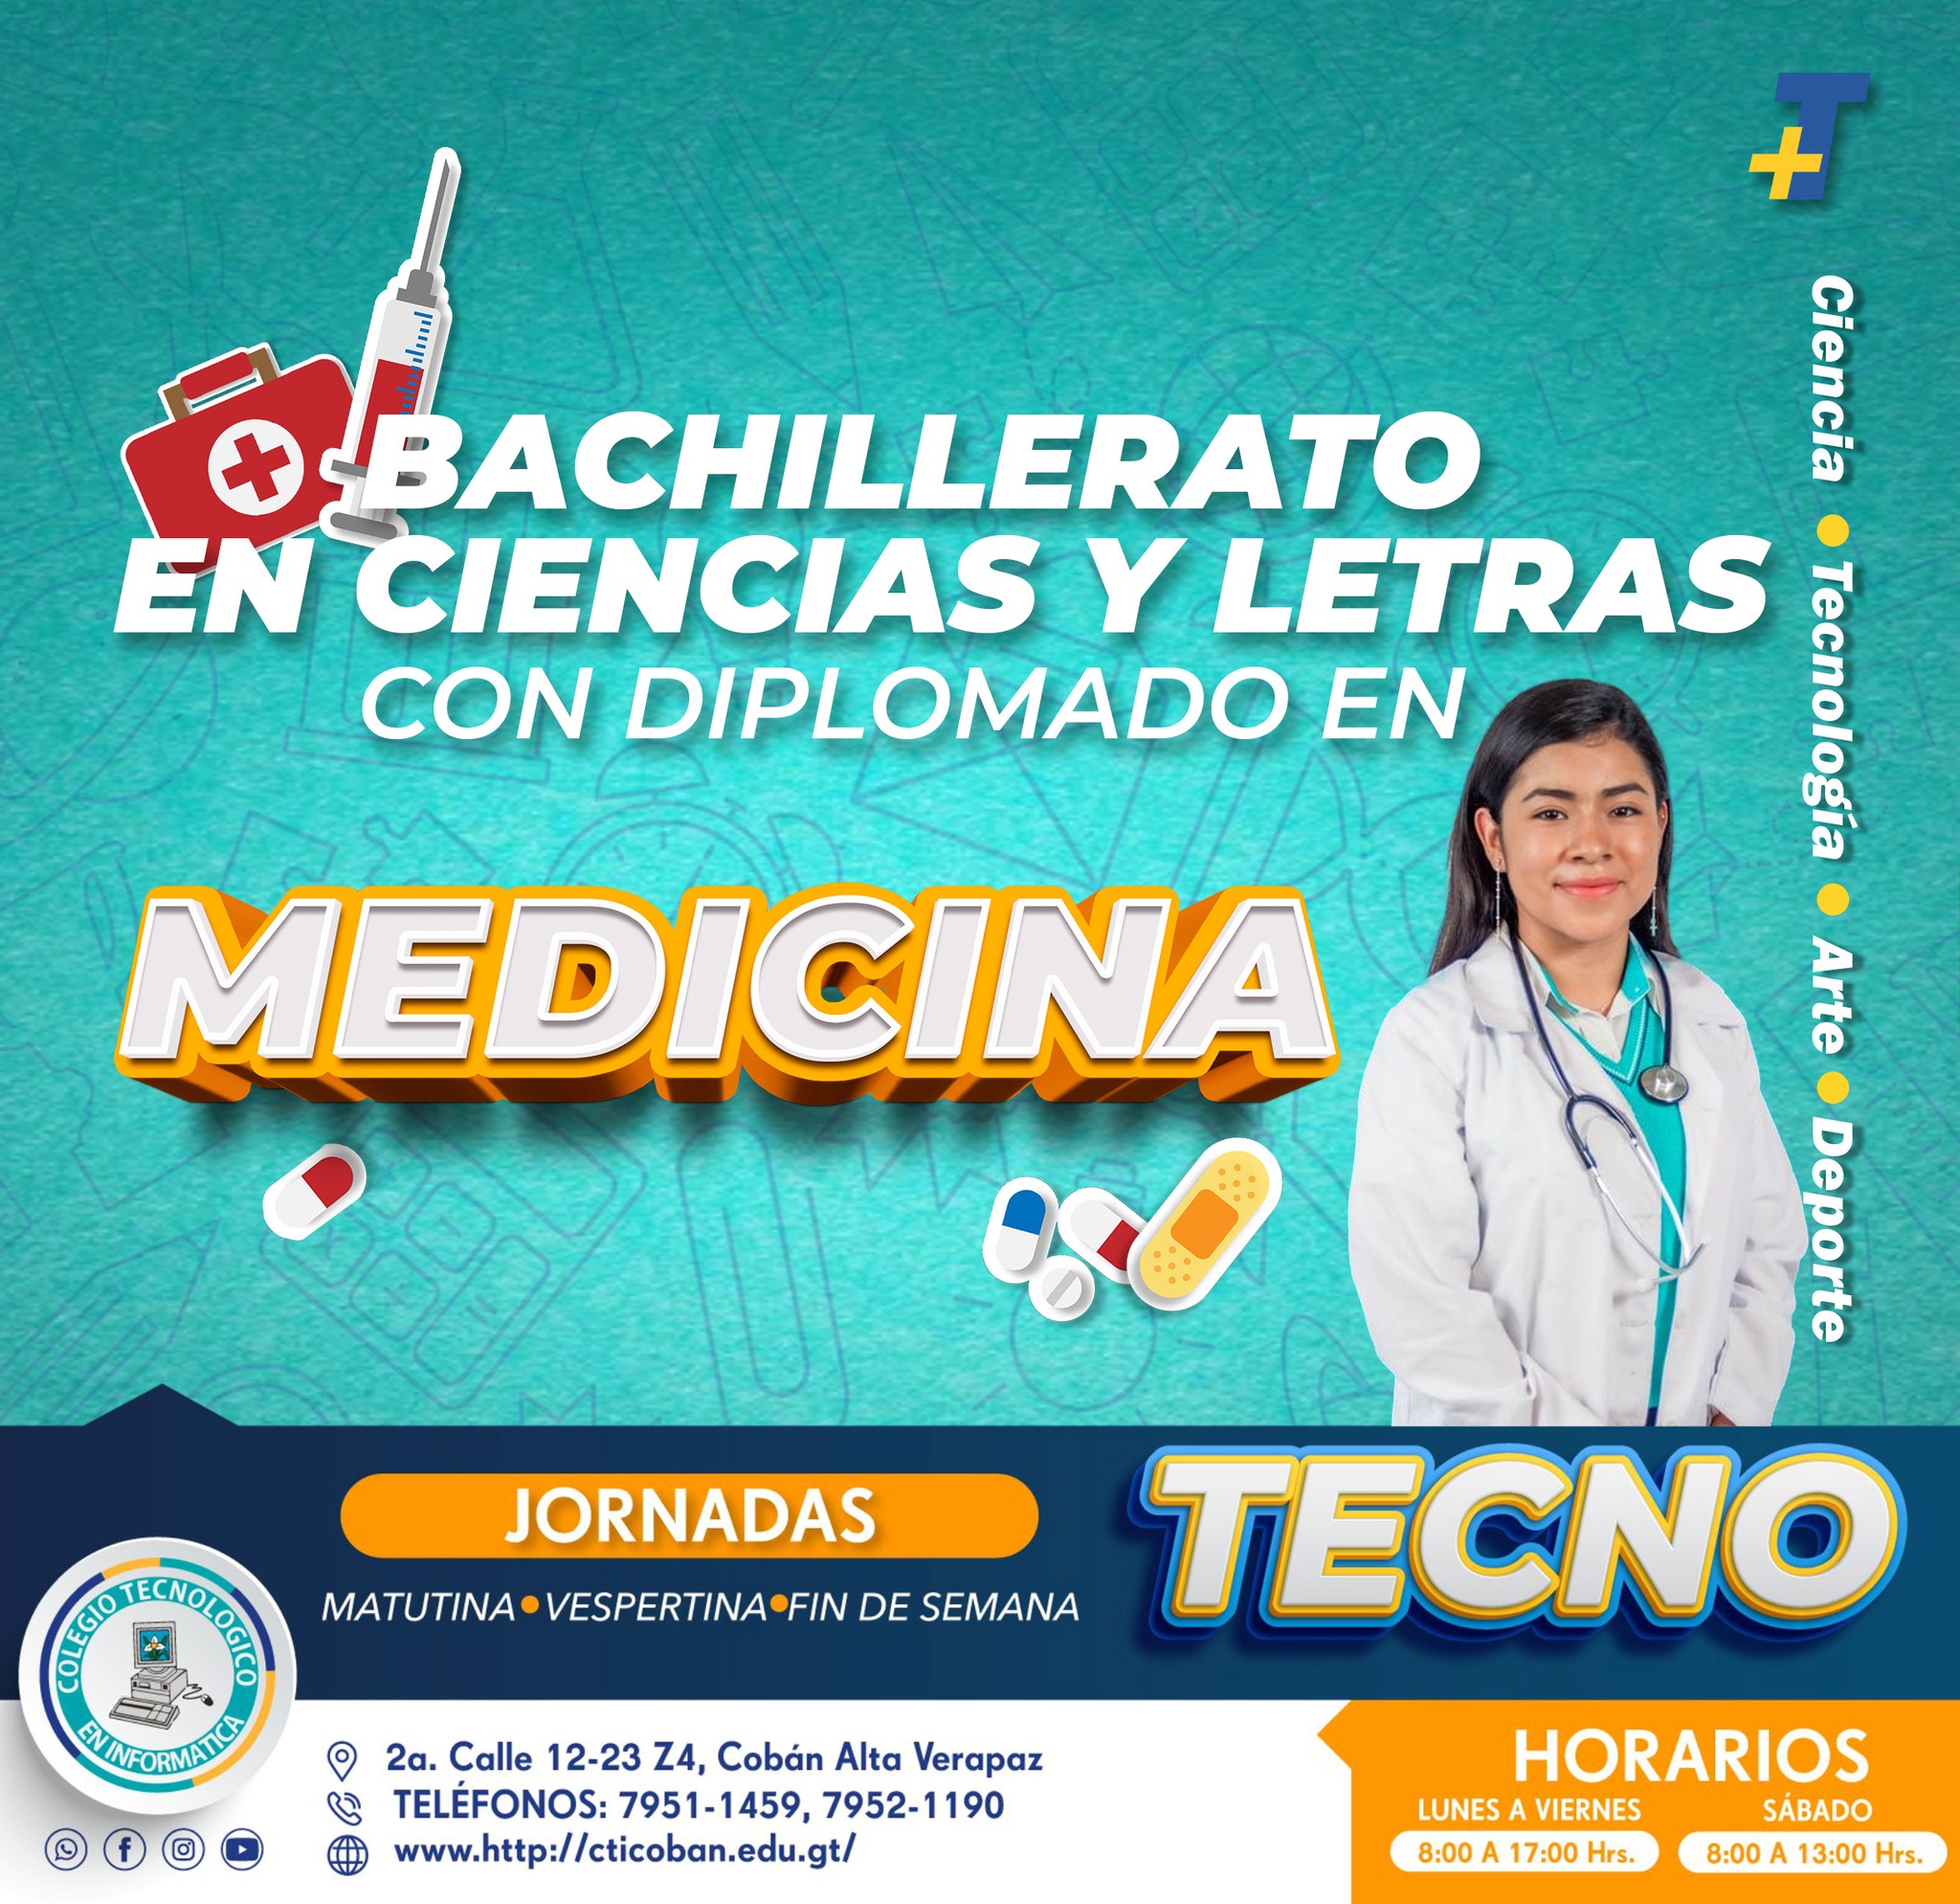 T+
Ciencia • Tecnología • Arte • Deporte
BACHILLERATO
EN CIENCIAS Y LETRAS
CON DIPLOMADO EN
MEDICINA
JORNADAS
MATUTINA•VESPERTINA•FIN DE SEMANA
TECNO
COLEGIO TECNOLOGICO
EN INFORMATICA
2a. Calle 12-23 Z4, Cobán Alta Verapaz
TELÉFONOS: 7951-1459, 7952-1190
www.http://cticoban.edu.gt/
HORARIOS
LUNES A VIERNES
8:00 A 17:00 Hrs.
SÁBADO
8:00 A 13:00 Hrs.